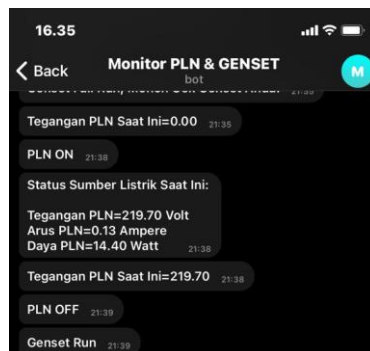 16.35
Back
Monitor PLN & GENSET
bot
M
Tegangan PLN Saat Ini=0.00 21:35
PLN ON 21:38
Status Sumber Listrik Saat Ini:
Tegangan PLN=219.70 Volt
Arus PLN=0.13 Ampere
Daya PLN=14.40 Watt 21:38
Tegangan PLN Saat Ini=219.70 21:38
PLN OFF 21:39
Genset Run 21:39